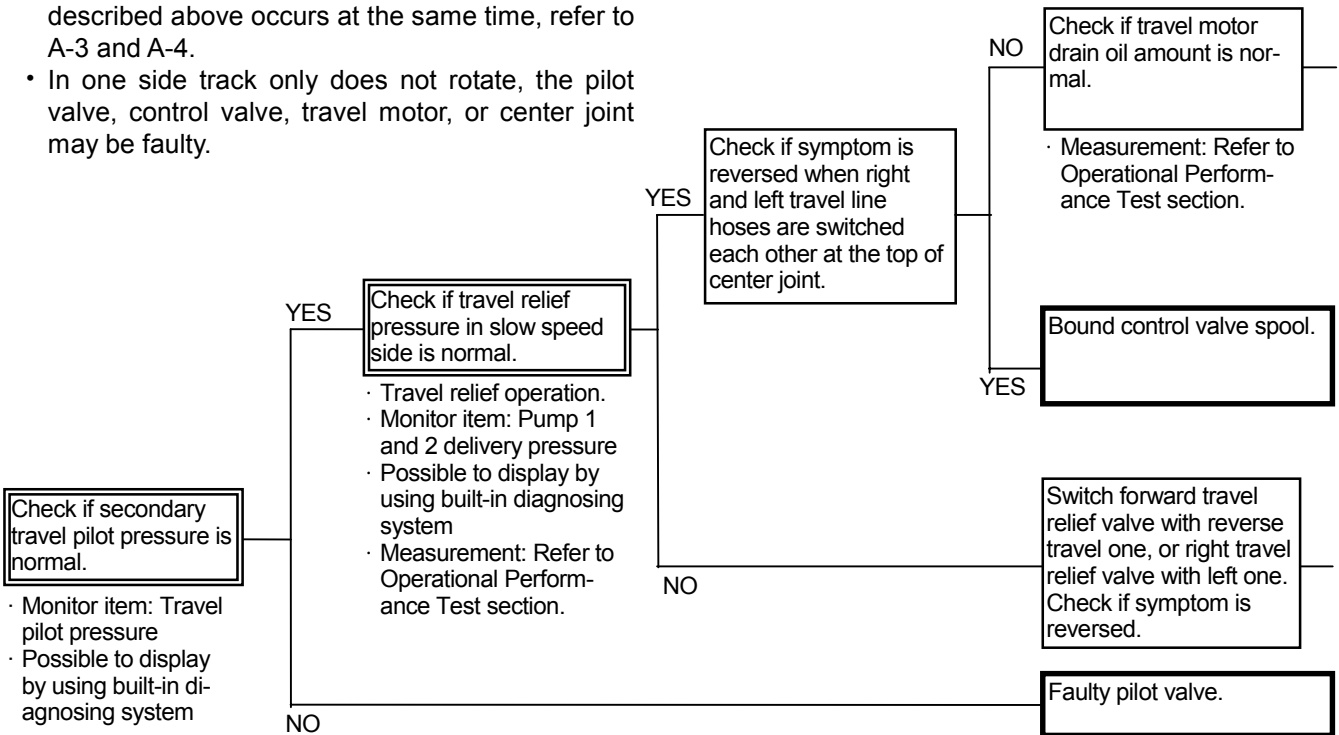 described above occurs at the same time, refer to
A-3 and A-4.
• In one side track only does not rotate, the pilot
valve, control valve, travel motor, or center joint
may be faulty.
NO
Check if travel motor
drain oil amount is nor-
mal.
· Measurement: Refer to
Operational Perform-
ance Test section.
YES
Check if symptom is
reversed when right
and left travel line
hoses are switched
each other at the top of
center joint.
YES
Bound control valve spool.
YES
Check if travel relief
pressure in slow speed
side is normal.
· Travel relief operation.
· Monitor item: Pump 1
and 2 delivery pressure
· Possible to display by
using built-in diagnosing
system
· Measurement: Refer to
Operational Perform-
ance Test section.
NO
Switch forward travel
relief valve with reverse
travel one, or right travel
relief valve with left one.
Check if symptom is
reversed.
Check if secondary
travel pilot pressure is
normal.
· Monitor item: Travel
pilot pressure
· Possible to display
by using built-in di-
agnosing system
NO
Faulty pilot valve.